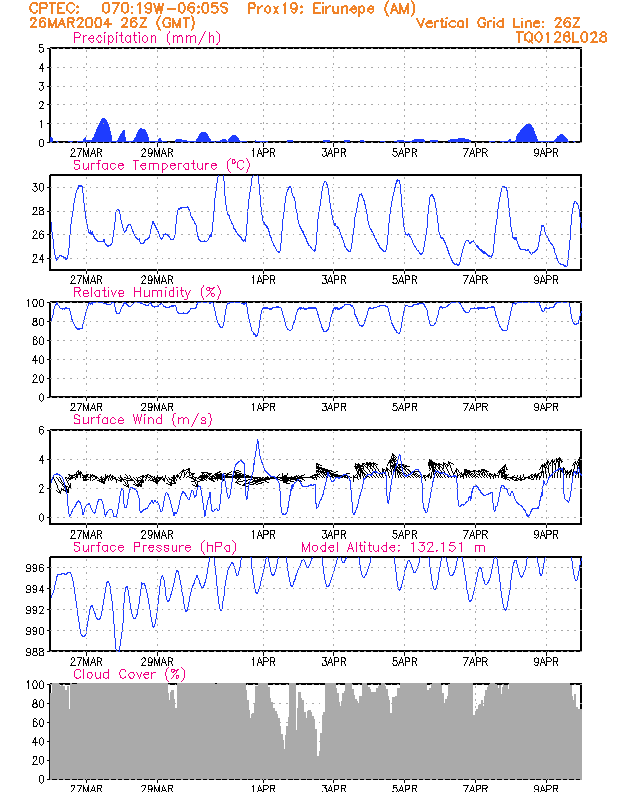 CPTEC: 070:19W-06:05S Prox19: Eirunepe (AM)
26MAR2004 26Z (GMT) Vertical Grid Line: 26Z
Precipitation (mm/h) TQ0126L028
5
4
3
2
1
0
27MAR 29MAR 1APR 3APR 5APR 7APR 9APR
Surface Temperature (°C)
30
28
26
24
27MAR 29MAR 1APR 3APR 5APR 7APR 9APR
Relative Humidity (%)
100
80
60
40
20
0
27MAR 29MAR 1APR 3APR 5APR 7APR 9APR
Surface Wind (m/s)
6
4
2
0
27MAR 29MAR 1APR 3APR 5APR 7APR 9APR
Surface Pressure (hPa) Model Altitude: 132.151 m
996
994
992
990
988
27MAR 29MAR 1APR 3APR 5APR 7APR 9APR
Cloud Cover (%)
100
80
60
40
20
0
27MAR 29MAR 1APR 3APR 5APR 7APR 9APR